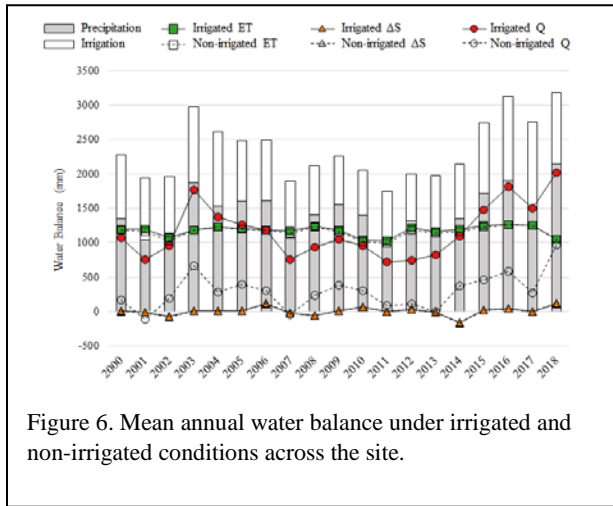 Precipitation Irrigated ET Irrigated ΔS Irrigated Q
Irrigation Non-irrigated ET Non-irrigated ΔS Non-irrigated Q
Water Balance (mm)
3500
3000
2500
2000
1500
1000
500
0
-500
2000 2001 2002 2003 2004 2005 2006 2007 2008 2009 2010 2011 2012 2013 2014 2015 2016 2017 2018
Figure 6. Mean annual water balance under irrigated and
non-irrigated conditions across the site.